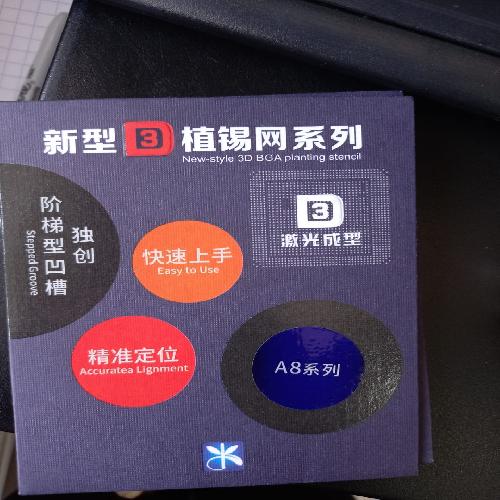 新型 3D 植锡网系列
New-style 3D BGA planting stencil
独创
阶梯型凹槽
Stepped Groove
快速上手
Easy to Use
3D
激光成型
精准定位
Accuratea Lignment
A8系列